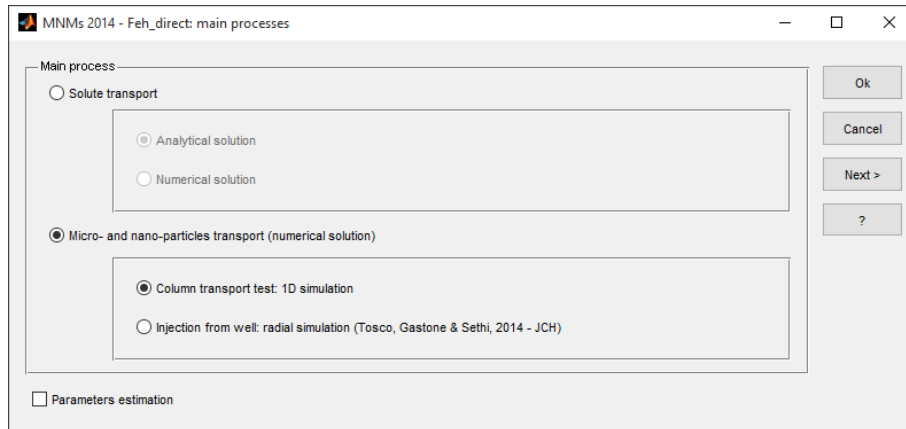 MNMs 2014 - Feh_direct: main processes
Main process
Solute transport
Analytical solution
Numerical solution
Micro- and nano-particles transport (numerical solution)
Column transport test: 1D simulation
Injection from well: radial simulation (Tosco, Gastone & Sethi, 2014 - JCH)
Parameters estimation
Ok
Cancel
Next >
?